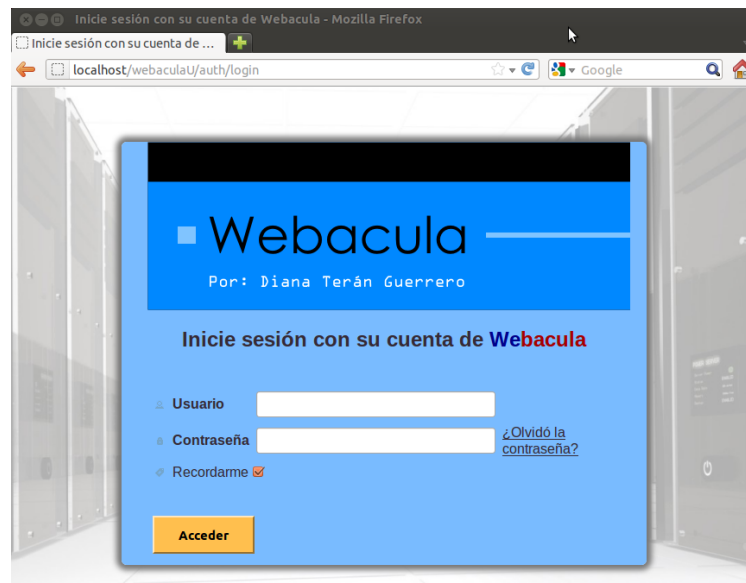 Inicie sesión con su cuenta de Webacula - Mozilla Firefox
Inicie sesión con su cuenta de ...
localhost/webaculaU/auth/login
Google
Webacula
Por: Diana Terán Guerrero
Inicie sesión con su cuenta de Webacula
Usuario
Contraseña
¿Olvidó la
contraseña?
Recordarme
Acceder